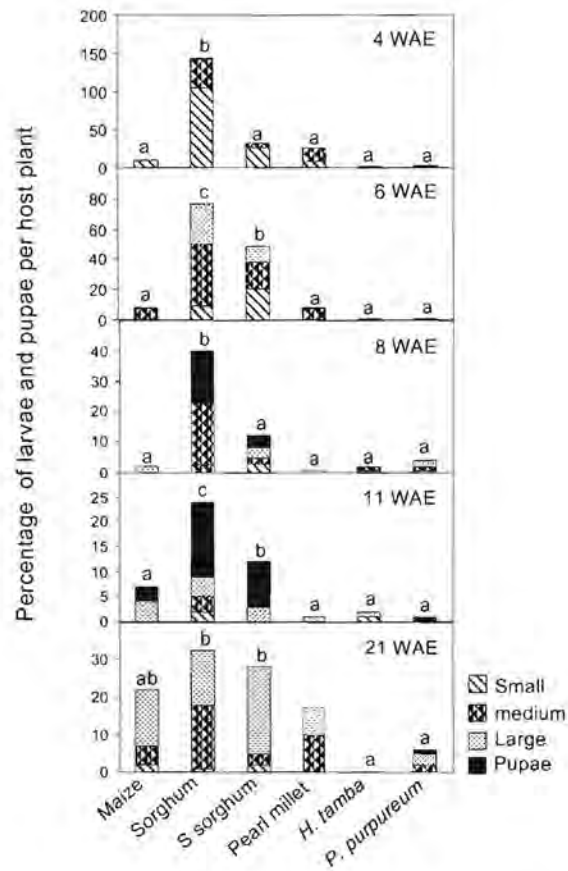 Percentage of larvae and pupae per host plant
200
150
100
50
0
4 WAE
a
b
a
a
a
a
80
60
40
20
0
6 WAE
a
c
b
a
a
a
40
30
20
10
0
8 WAE
a
b
a
a
a
a
25
20
15
10
5
0
11 WAE
a
c
b
a
a
a
30
20
10
0
21 WAE
ab
b
b
a
a
Maize
Sorghum
S sorghum
Pearl millet
H. tamba
P. purpureum
Small
medium
Large
Pupae